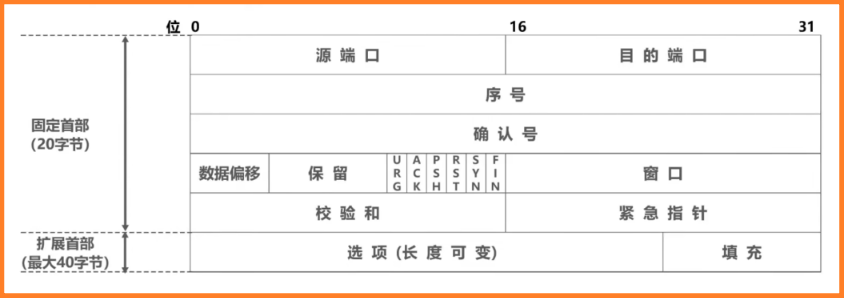 位 0 16 31
源端口 目的端口
序号
确认号
固定首部
(20字节)
数据偏移 保留 URG ACK PSH RST SYN FIN 窗口
校验和 紧急指针
扩展首部
(最大40字节)
选项(长度可变) 填充